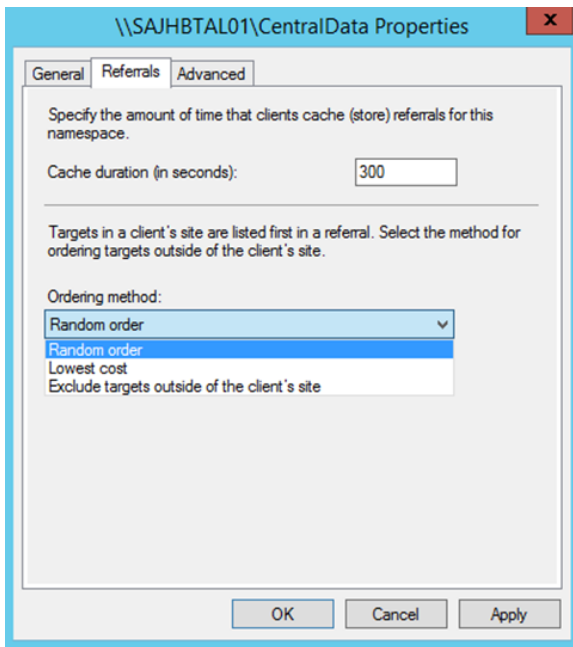 \\SAJHBTAL01\CentralData Properties
x
General Referrals Advanced
Specify the amount of time that clients cache (store) referrals for this
namespace.
Cache duration (in seconds): 300
Targets in a client's site are listed first in a referral. Select the method for
ordering targets outside of the client's site.
Ordering method:
Random order
Random order
Lowest cost
Exclude targets outside of the client's site
OK Cancel Apply